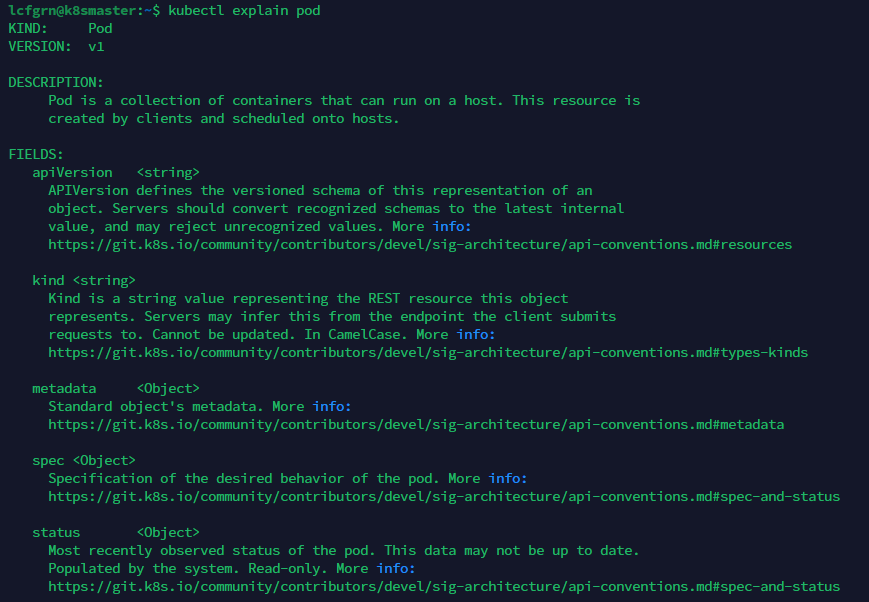 lcfgrn@k8smaster:~$ kubectl explain pod
KIND:     Pod
VERSION:  v1

DESCRIPTION:
     Pod is a collection of containers that can run on a host. This resource is
     created by clients and scheduled onto hosts.

FIELDS:
   apiVersion   <string>
     APIVersion defines the versioned schema of this representation of an
     object. Servers should convert recognized schemas to the latest internal
     value, and may reject unrecognized values. More info:
     https://git.k8s.io/community/contributors/devel/sig-architecture/api-conventions.md#resources

   kind <string>
     Kind is a string value representing the REST resource this object
     represents. Servers may infer this from the endpoint the client submits
     requests to. Cannot be updated. In CamelCase. More info:
     https://git.k8s.io/community/contributors/devel/sig-architecture/api-conventions.md#types-kinds

   metadata     <Object>
     Standard object's metadata. More info:
     https://git.k8s.io/community/contributors/devel/sig-architecture/api-conventions.md#metadata

   spec <Object>
     Specification of the desired behavior of the pod. More info:
     https://git.k8s.io/community/contributors/devel/sig-architecture/api-conventions.md#spec-and-status

   status       <Object>
     Most recently observed status of the pod. This data may not be up to date.
     Populated by the system. Read-only. More info:
     https://git.k8s.io/community/contributors/devel/sig-architecture/api-conventions.md#spec-and-status